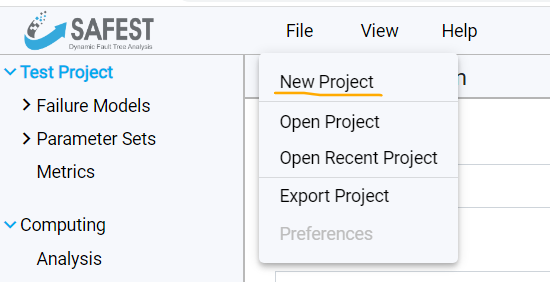 SAFEST
Dynamic Fault Tree Analysis
File View Help
Test Project
Failure Models
Parameter Sets
Metrics
Computing
Analysis
New Project
Open Project
Open Recent Project
Export Project
Preferences